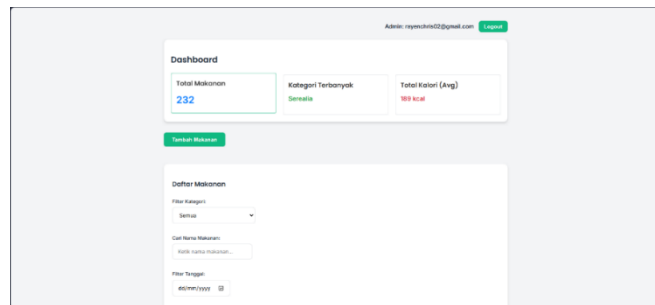 Admin: reyenchris02@gmail.com Logout
Dashboard
Total Makanan
232
Kategori Terbanyak
Serealia
Total Kalori (Avg)
189 kcal
Tambah Makanan
Daftar Makanan
Filter Kategori:
Semua
Cari Nama Makanan:
Ketik nama makanan...
Filter Tanggal:
dd/mm/yyyy